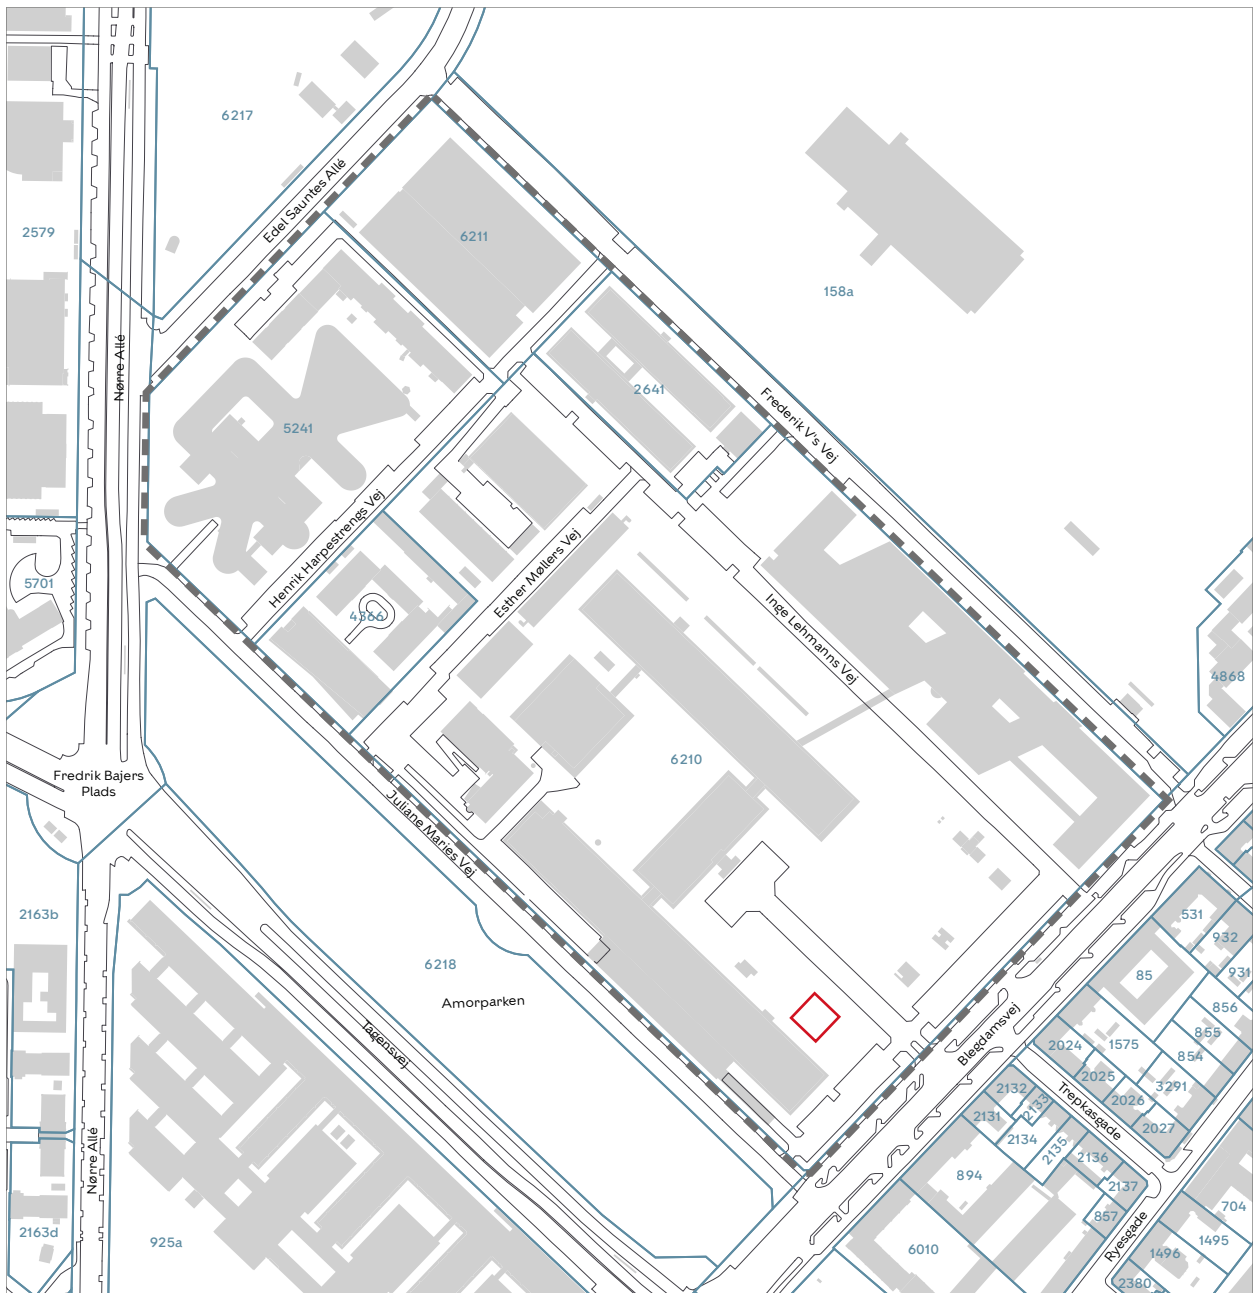 6217
Edel Sauntes Allé
2579
6211
158a
Nørre Allé
2641
Frederik V's Vej
5241
Henrik Harpestrengs Vej
Esther Møllers Vej
5701
4366
Inge Lehmanns Vej
4868
6210
Fredrik Bajers
Plads
Juliane Maries Vej
2163b
6218
Amorparken
531
932
931
85
856
855
854
1575
2024
2025
3291
2026
2027
Blegdamsvej
Tagensvej
Trepkasgade
2132
2133
2131
2134
2135
2136
2137
894
857
Nørre Allé
2163d
925a
6010
Ryesgade
704
1495
1496
2380